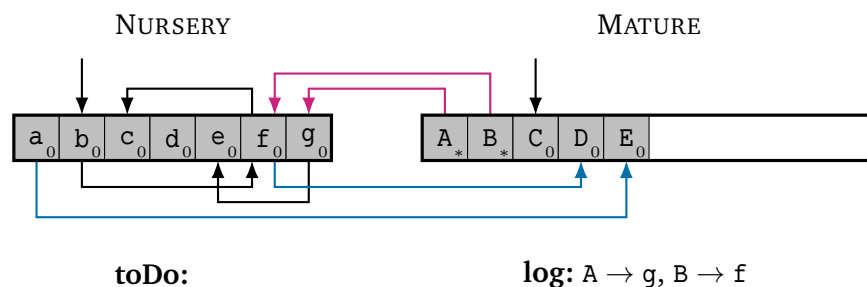 NURSERY MATURE
a₀ b₀ c₀ d₀ e₀ f₀ g₀ A* B* C₀ D₀ E₀
toDo: log: A → g, B → f